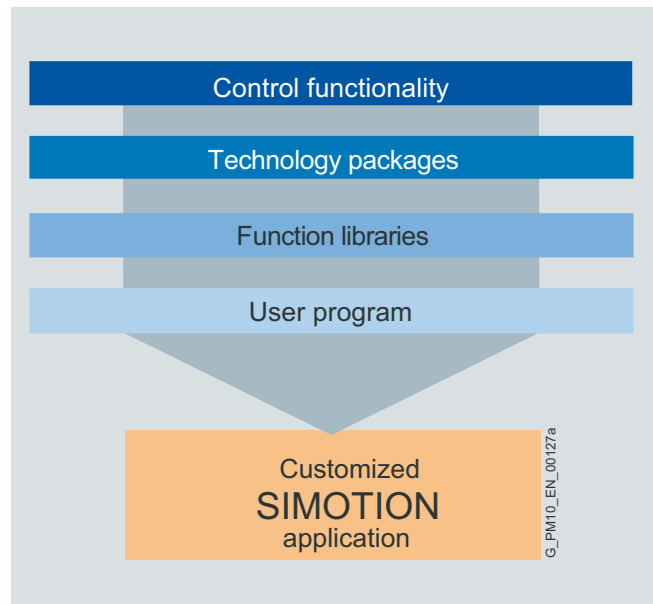 Control functionality
Technology packages
Function libraries
User program
Customized
SIMOTION
application
G_PM10_EN_00127a